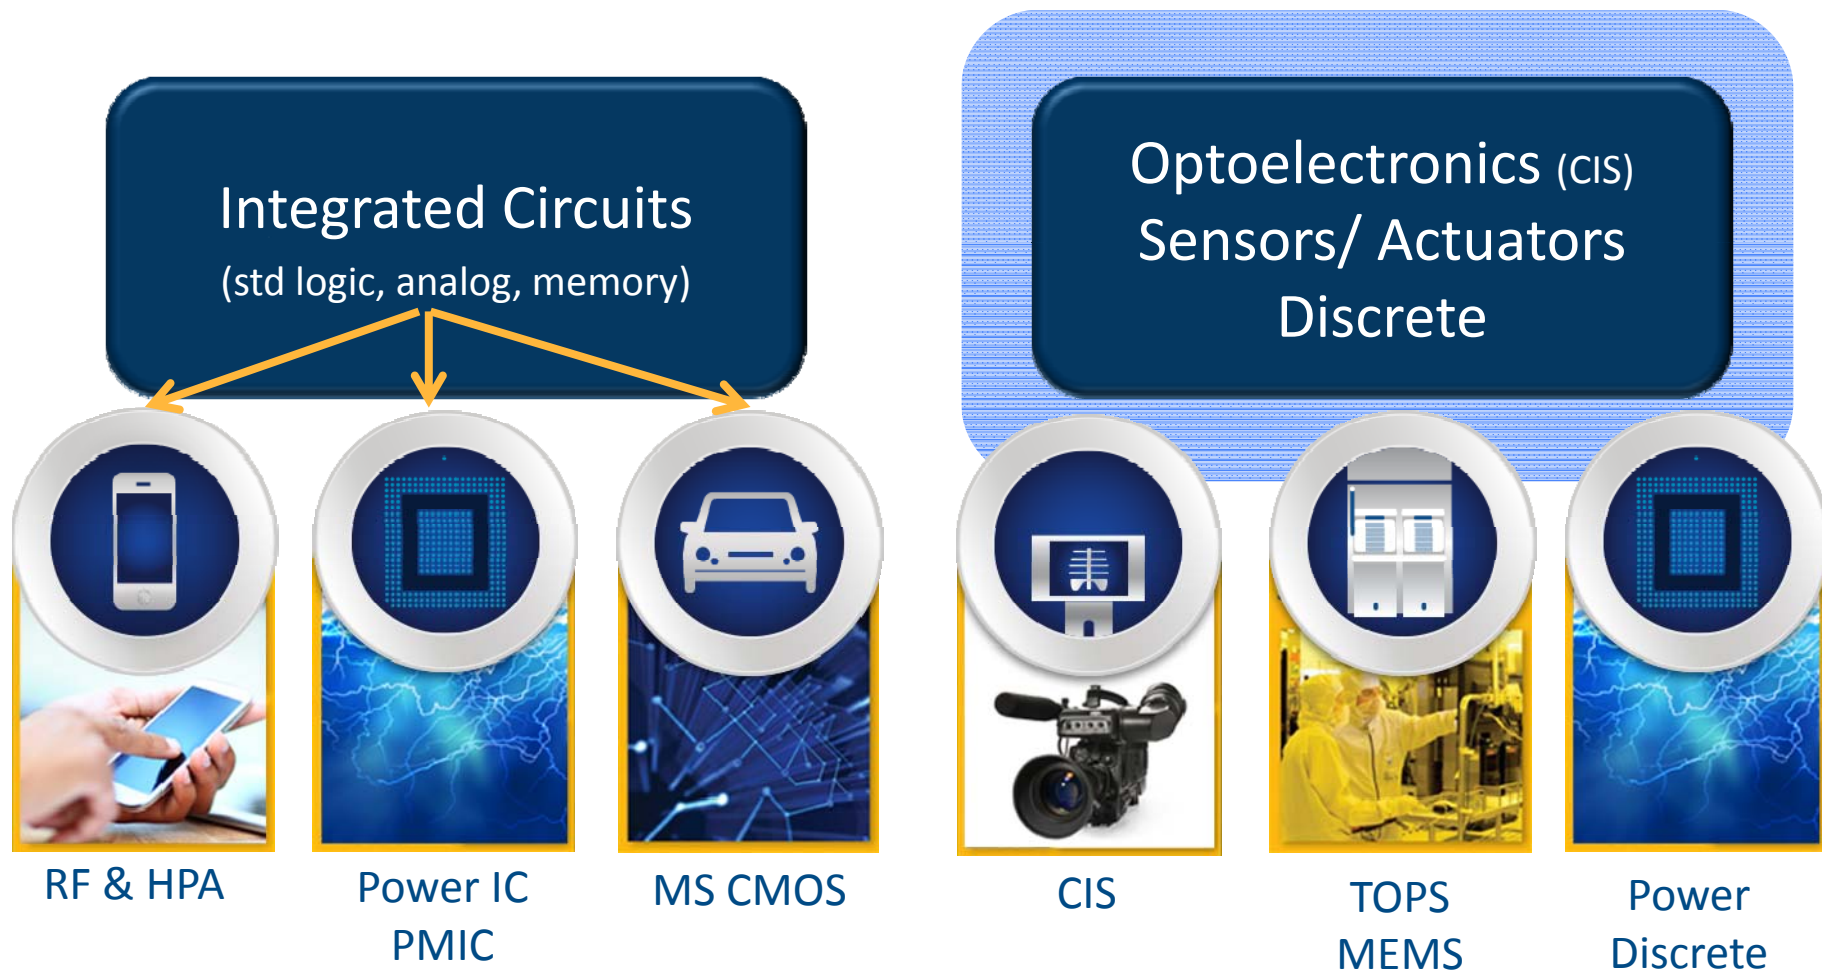 Integrated Circuits
(std logic, analog, memory)
Optoelectronics (CIS)
Sensors/ Actuators
Discrete
RF & HPA
Power IC
PMIC
MS CMOS
CIS
TOPS
MEMS
Power
Discrete